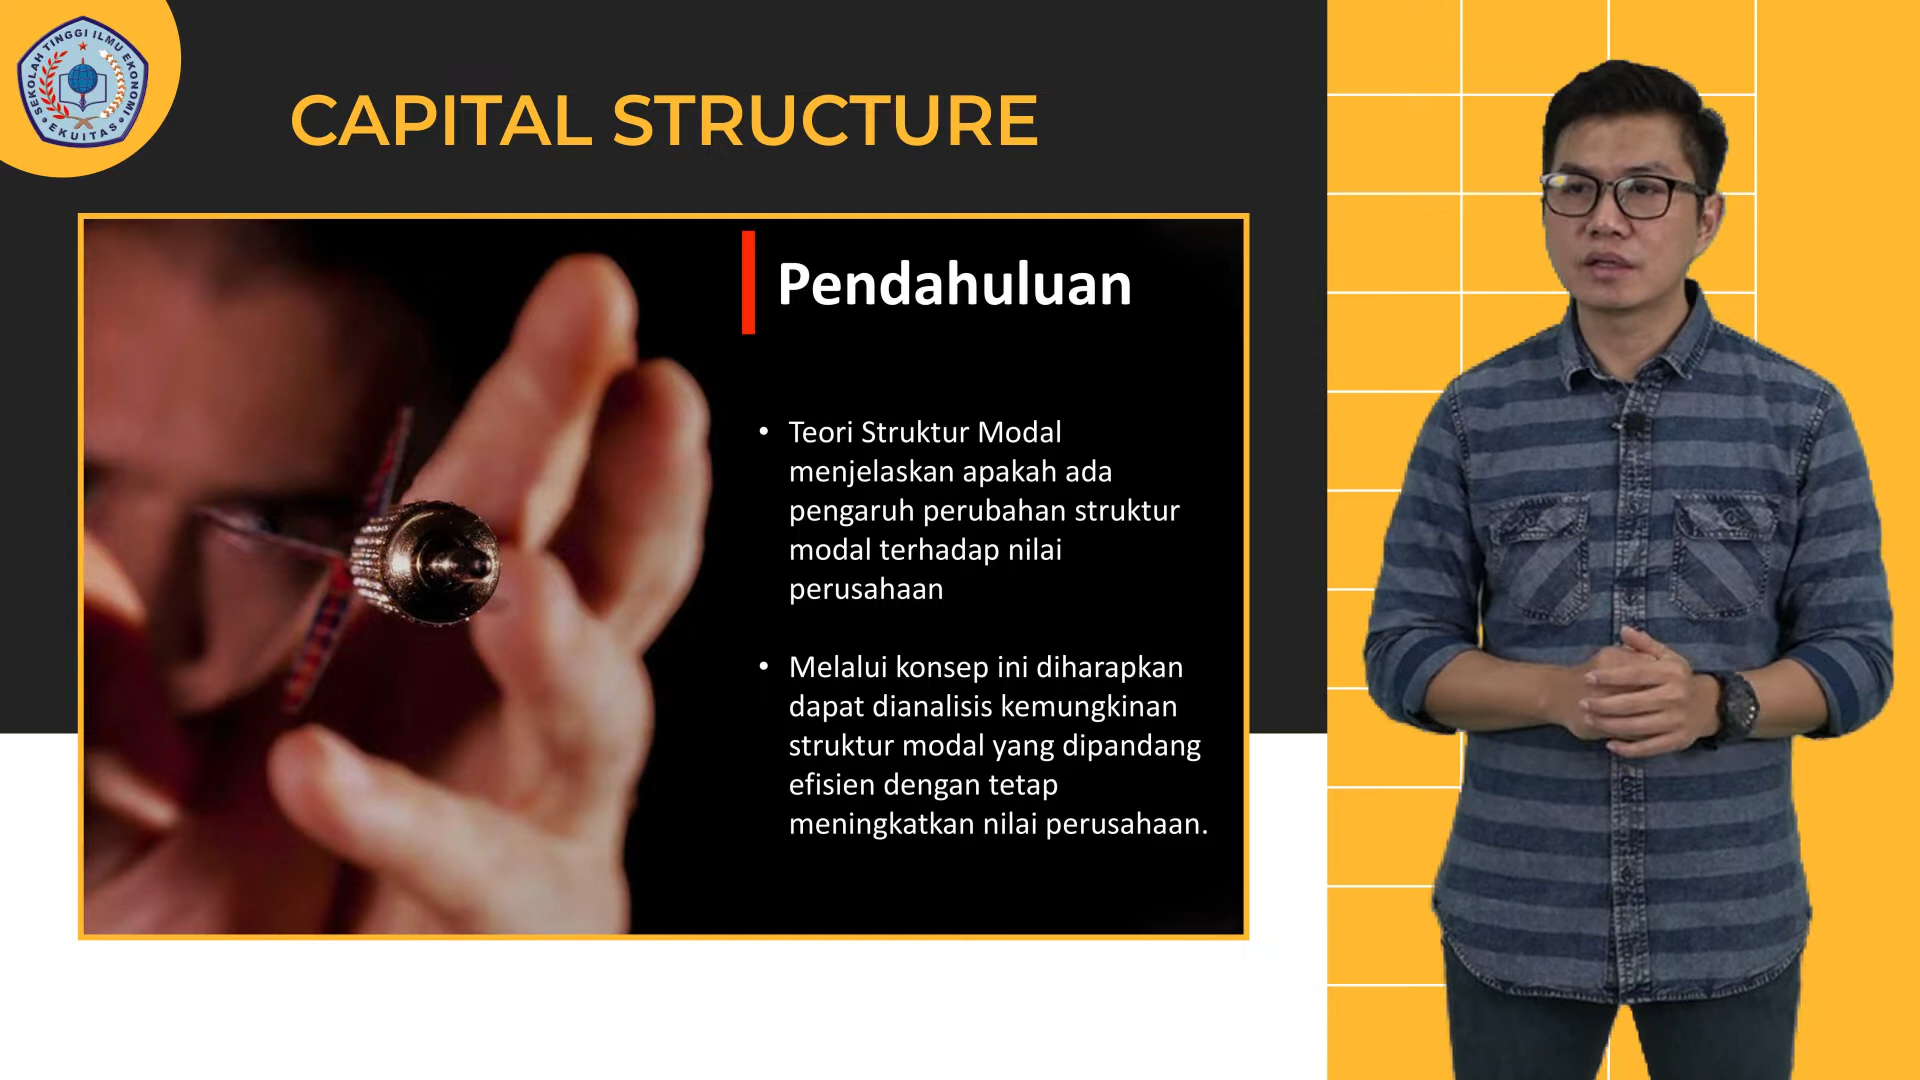 SEKOLAH TINGGI ILMU EKONOMI
EKUITAS
CAPITAL STRUCTURE
Pendahuluan
• Teori Struktur Modal
menjelaskan apakah ada
pengaruh perubahan struktur
modal terhadap nilai
perusahaan
• Melalui konsep ini diharapkan
dapat dianalisis kemungkinan
struktur modal yang dipandang
efisien dengan tetap
meningkatkan nilai perusahaan.